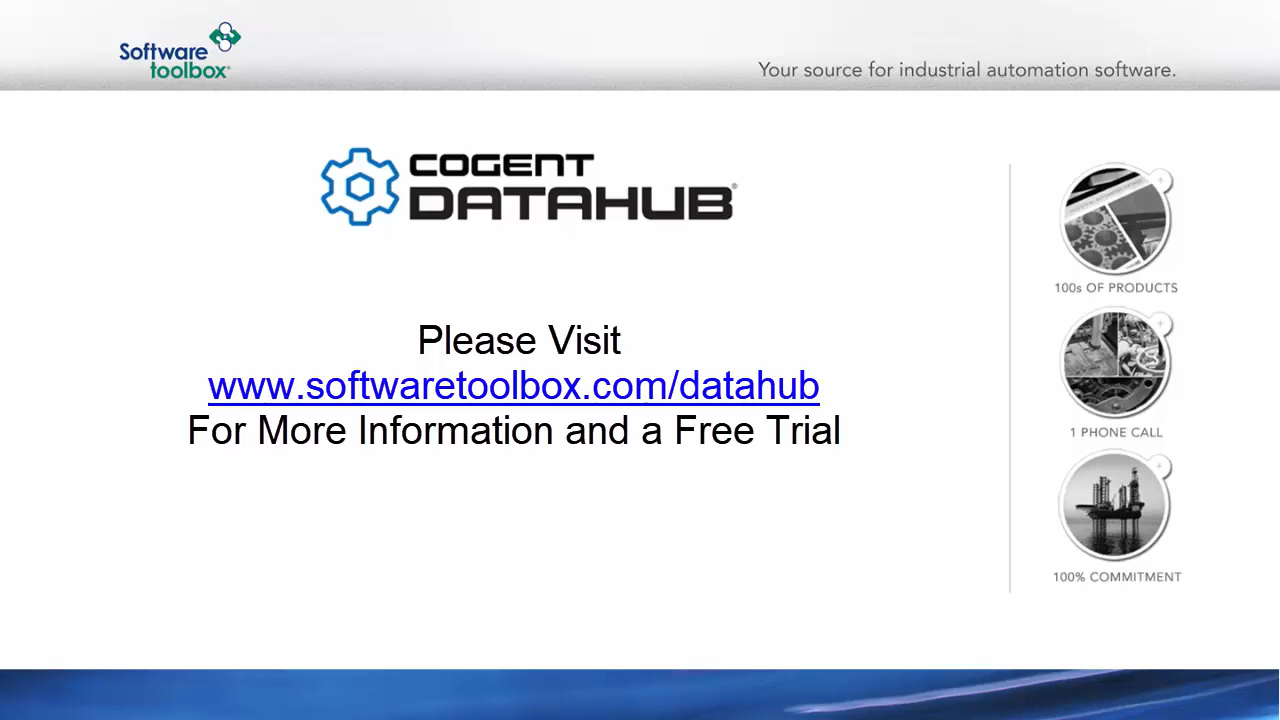 Software
toolbox®
Your source for industrial automation software.
COGENT
DATAHUB®
Please Visit
www.softwaretoolbox.com/datahub
For More Information and a Free Trial
100s OF PRODUCTS
1 PHONE CALL
100% COMMITMENT